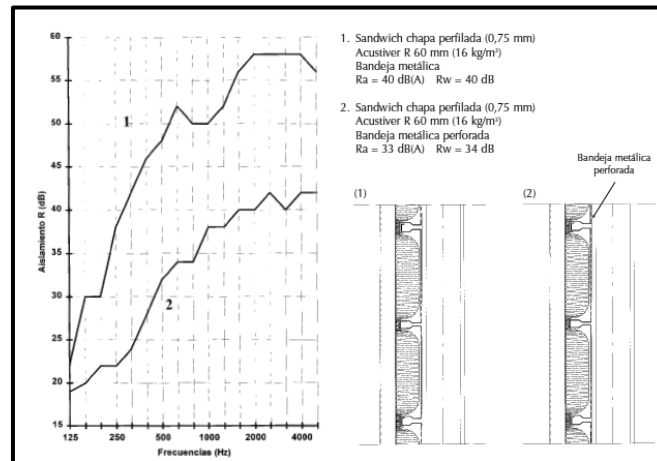 60
55
50
45
40
35
30
25
20
15
Aislamiento R (dB)
125 250 500 1000 2000 4000
Frecuencias (Hz)
1
2
1. Sandwich chapa perfilada (0,75 mm)
Acustiver R 60 mm (16 kg/m³)
Bandeja metálica
Ra = 40 dB(A) Rw = 40 dB
2. Sandwich chapa perfilada (0,75 mm)
Acustiver R 60 mm (16 kg/m³)
Bandeja metálica perforada
Ra = 33 dB(A) Rw = 34 dB
Bandeja metálica
perforada
(1)
(2)